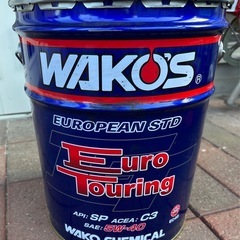 WAKO'S®
EUROPEAN STD
Euro
Touring
API: SP ACEA: C3
SAE: 5W-40
WAKO CHEMICAL